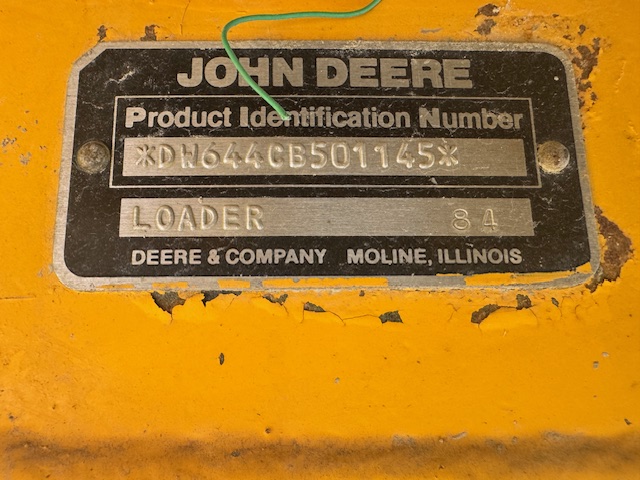 JOHN DEERE
Product Identification Number
*DW644CB501145*
LOADER 84
DEERE & COMPANY MOLINE, ILLINOIS